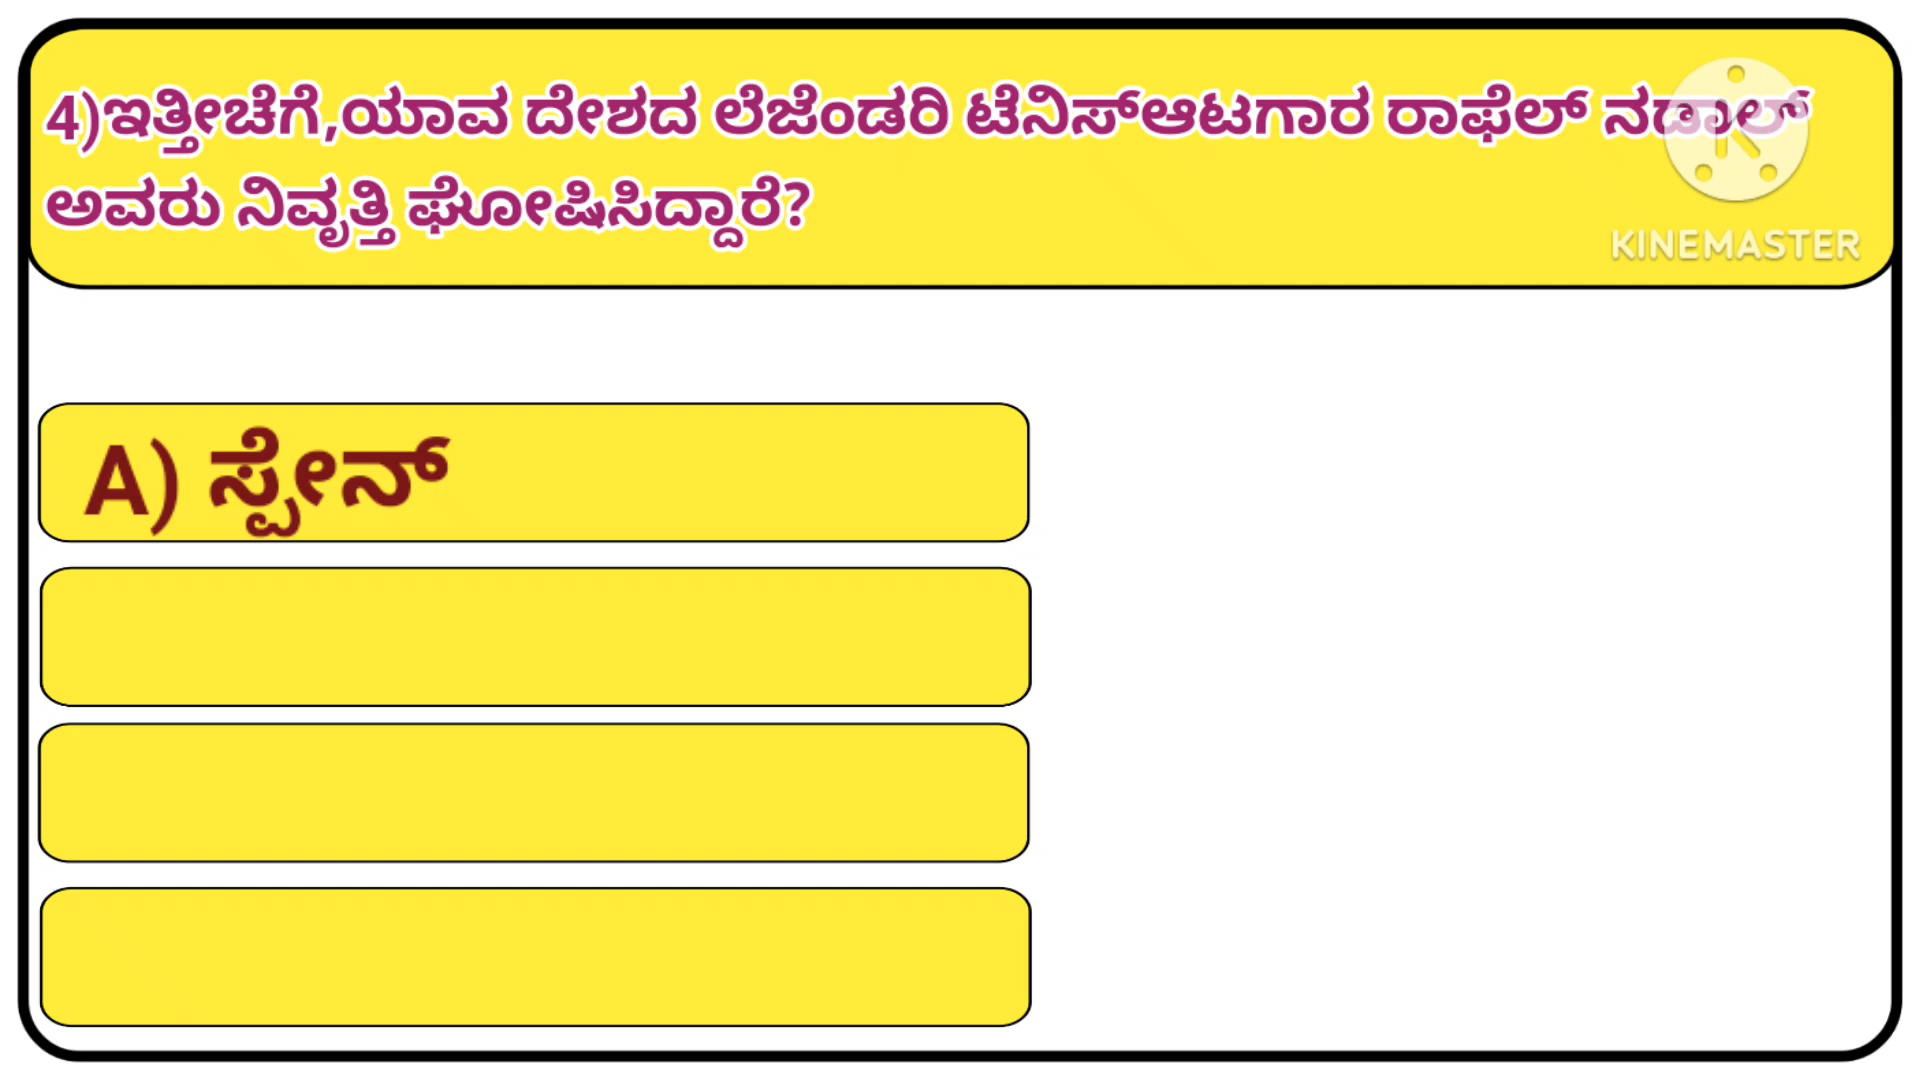 4)ಇತ್ತೀಚೆಗೆ,ಯಾವ ದೇಶದ ಲೆಜೆಂಡರಿ ಟೆನಿಸ್ಆಟಗಾರ ರಾಫೆಲ್ ನಡಾಲ್
ಅವರು ನಿವೃತ್ತಿ ಘೋಷಿಸಿದ್ದಾರೆ?
KINEMASTER
A) ಸ್ಪೇನ್